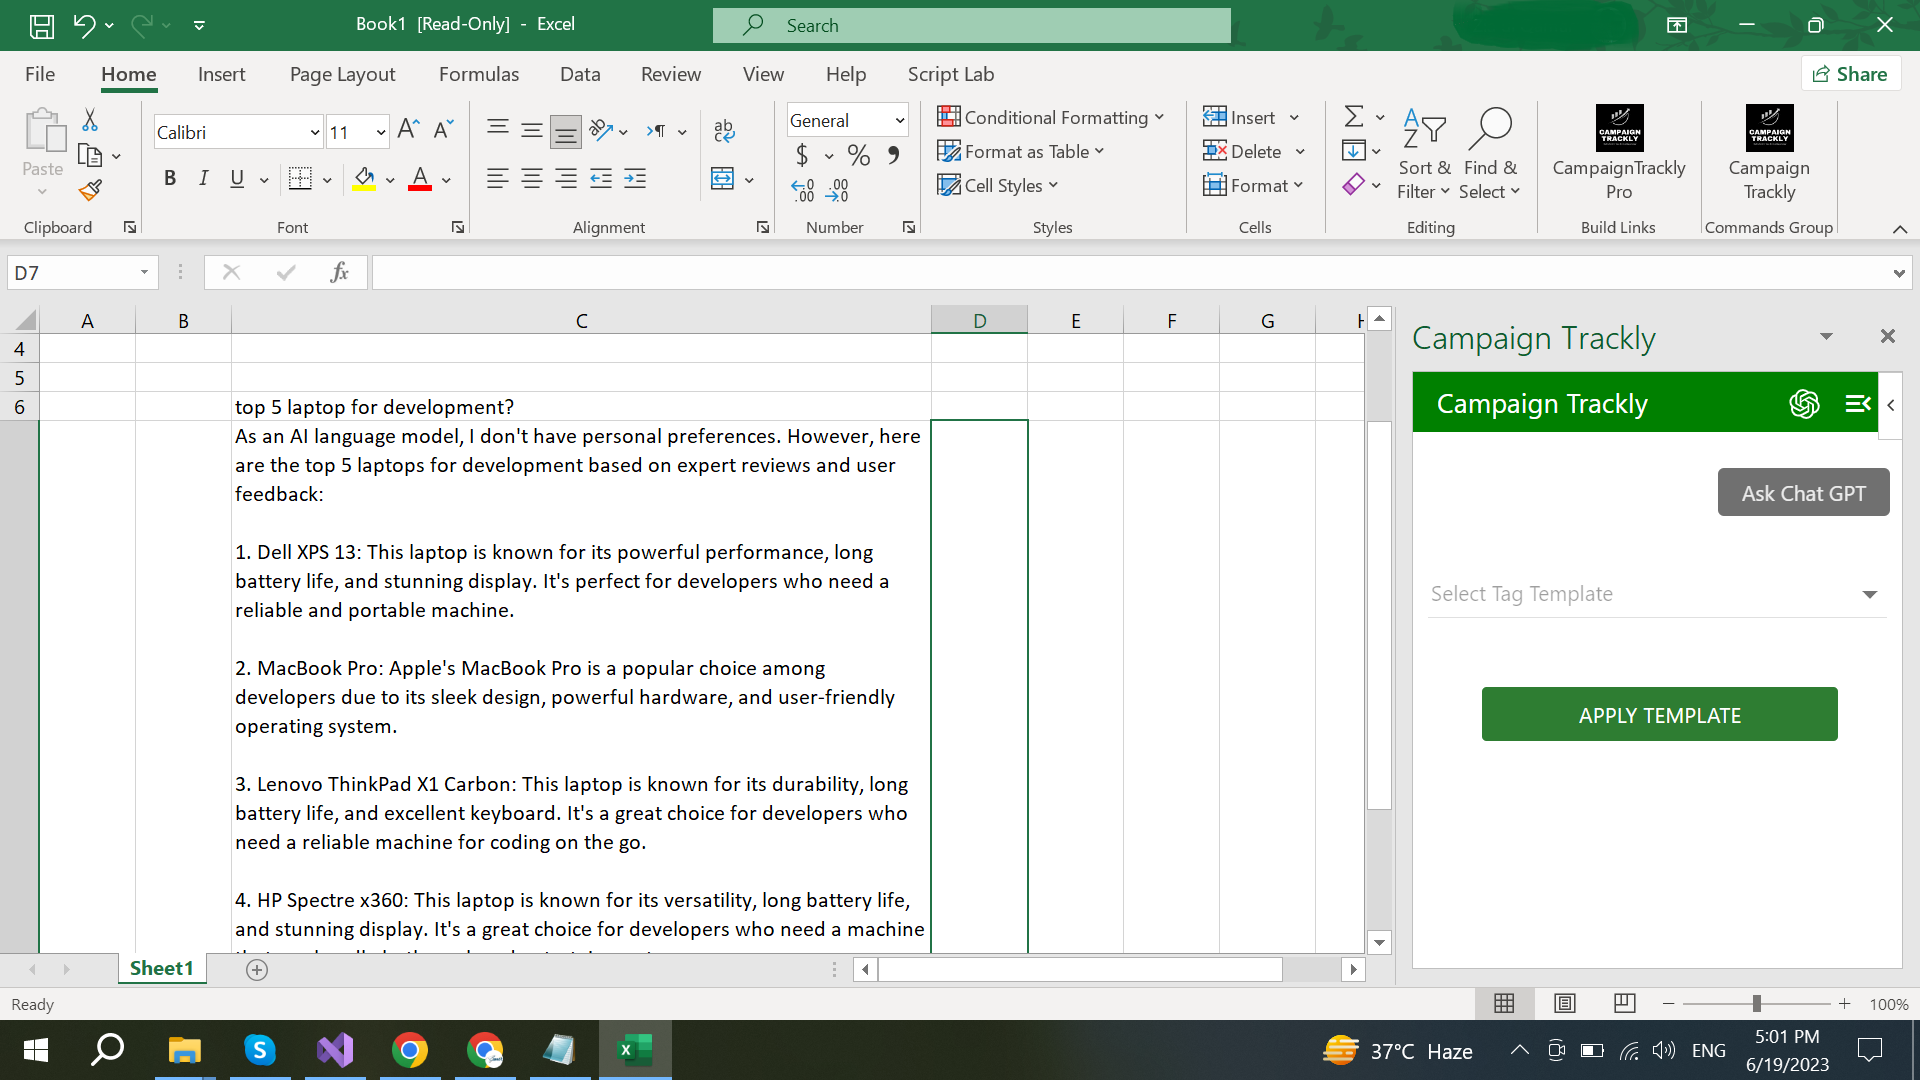 Book1 [Read-Only] - Excel
Search
File Home Insert Page Layout Formulas Data Review View Help Script Lab
Share
Paste
Clipboard
Calibri 11
B I U A
Font
ab
Alignment
General
$ % ,
Number
Conditional Formatting
Format as Table
Cell Styles
Styles
Insert
Delete
Format
Cells
Sort & Filter
Find & Select
Editing
CAMPAIGN TRACKLY
CampaignTrackly Pro
Build Links
CAMPAIGN TRACKLY
Campaign Trackly
Commands Group
D7
fx
A B C D E F G
4
5
6
top 5 laptop for development?
As an AI language model, I don't have personal preferences. However, here
are the top 5 laptops for development based on expert reviews and user
feedback:
1. Dell XPS 13: This laptop is known for its powerful performance, long
battery life, and stunning display. It's perfect for developers who need a
reliable and portable machine.
2. MacBook Pro: Apple's MacBook Pro is a popular choice among
developers due to its sleek design, powerful hardware, and user-friendly
operating system.
3. Lenovo ThinkPad X1 Carbon: This laptop is known for its durability, long
battery life, and excellent keyboard. It's a great choice for developers who
need a reliable machine for coding on the go.
4. HP Spectre x360: This laptop is known for its versatility, long battery life,
and stunning display. It's a great choice for developers who need a machine
Campaign Trackly
Campaign Trackly
Ask Chat GPT
Select Tag Template
APPLY TEMPLATE
Sheet1
Ready
100%
37°C Haze
ENG
5:01 PM
6/19/2023